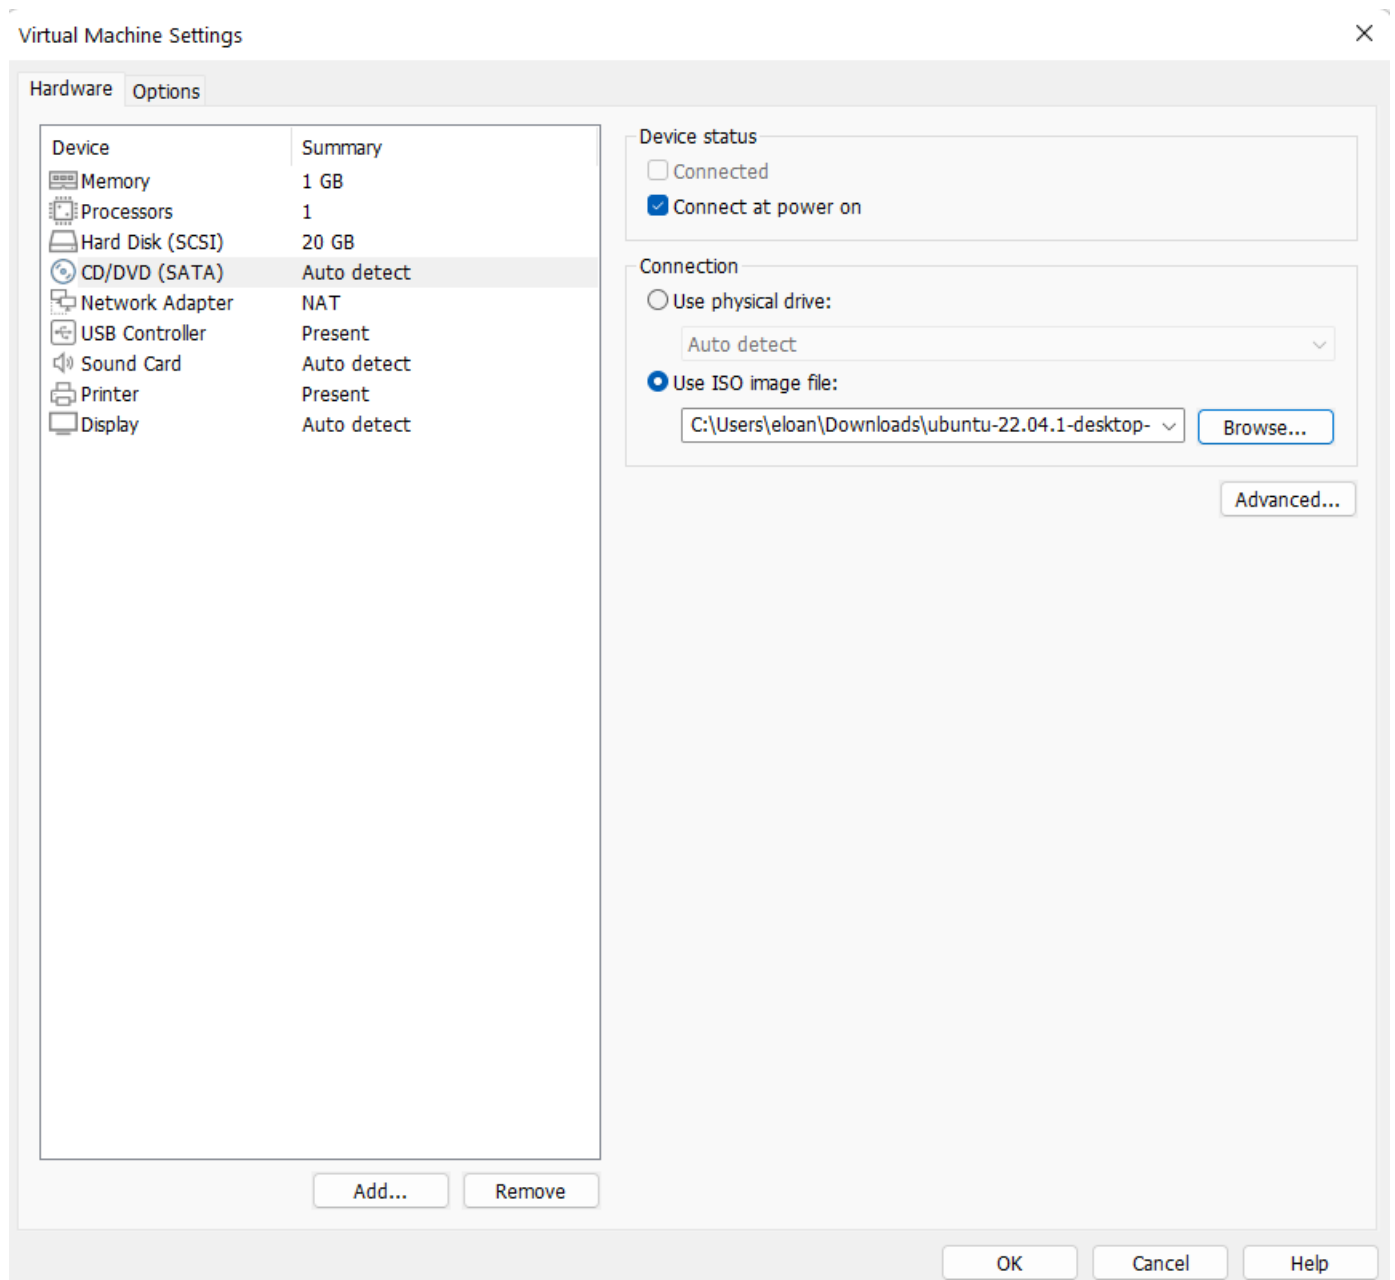 Virtual Machine Settings
Hardware Options
Device Summary
Memory 1 GB
Processors 1
Hard Disk (SCSI) 20 GB
CD/DVD (SATA) Auto detect
Network Adapter NAT
USB Controller Present
Sound Card Auto detect
Printer Present
Display Auto detect
Add... Remove
Device status
Connected
Connect at power on
Connection
Use physical drive:
Auto detect
Use ISO image file:
C:\Users\eloan\Downloads\ubuntu-22.04.1-desktop- Browse...
Advanced...
OK Cancel Help